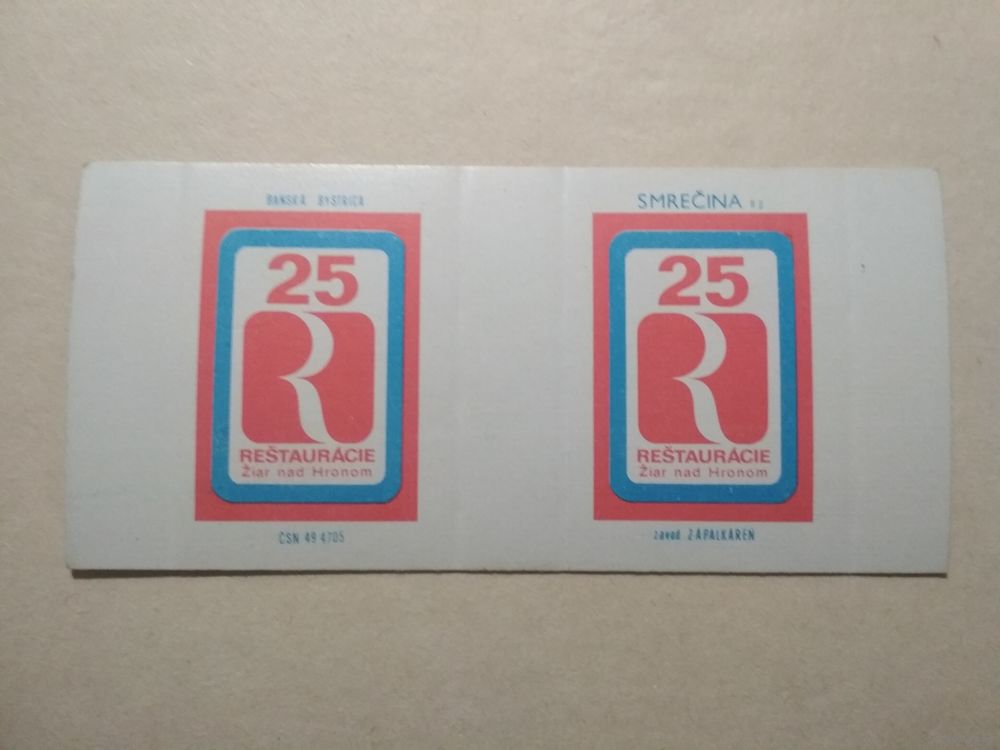 BANSKÁ BYSTRICA
25
R
REŠTAURÁCIE
Žiar nad Hronom
ČSN 49 4705
SMREČINA n p
25
R
REŠTAURÁCIE
Žiar nad Hronom
závod ZÁPALKÁREŇ